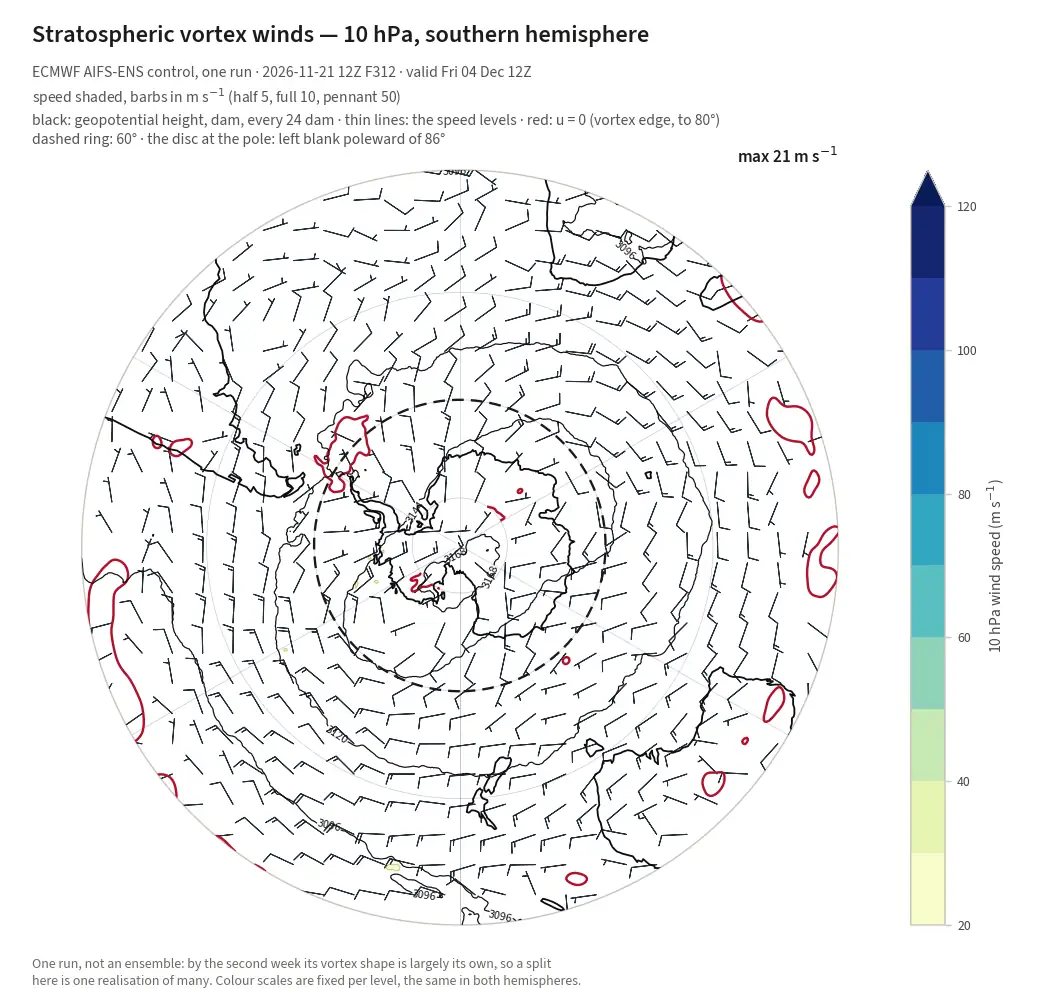 Stratospheric vortex winds — 10 hPa, southern hemisphere
ECMWF AIFS-ENS control, one run · 2026-11-21 12Z F312 · valid Fri 04 Dec 12Z
speed shaded, barbs in m s⁻¹ (half 5, full 10, pennant 50)
black: geopotential height, dam, every 24 dam · thin lines: the speed levels · red: u = 0 (vortex edge, to 80°)
dashed ring: 60° · the disc at the pole: left blank poleward of 86°
max 21 m s⁻¹
3096
3096
3168
3168
3120
3096
3096
3096
120
100
80
60
40
20
10 hPa wind speed (m s⁻¹)
One run, not an ensemble: by the second week its vortex shape is largely its own, so a split
here is one realisation of many. Colour scales are fixed per level, the same in both hemispheres.